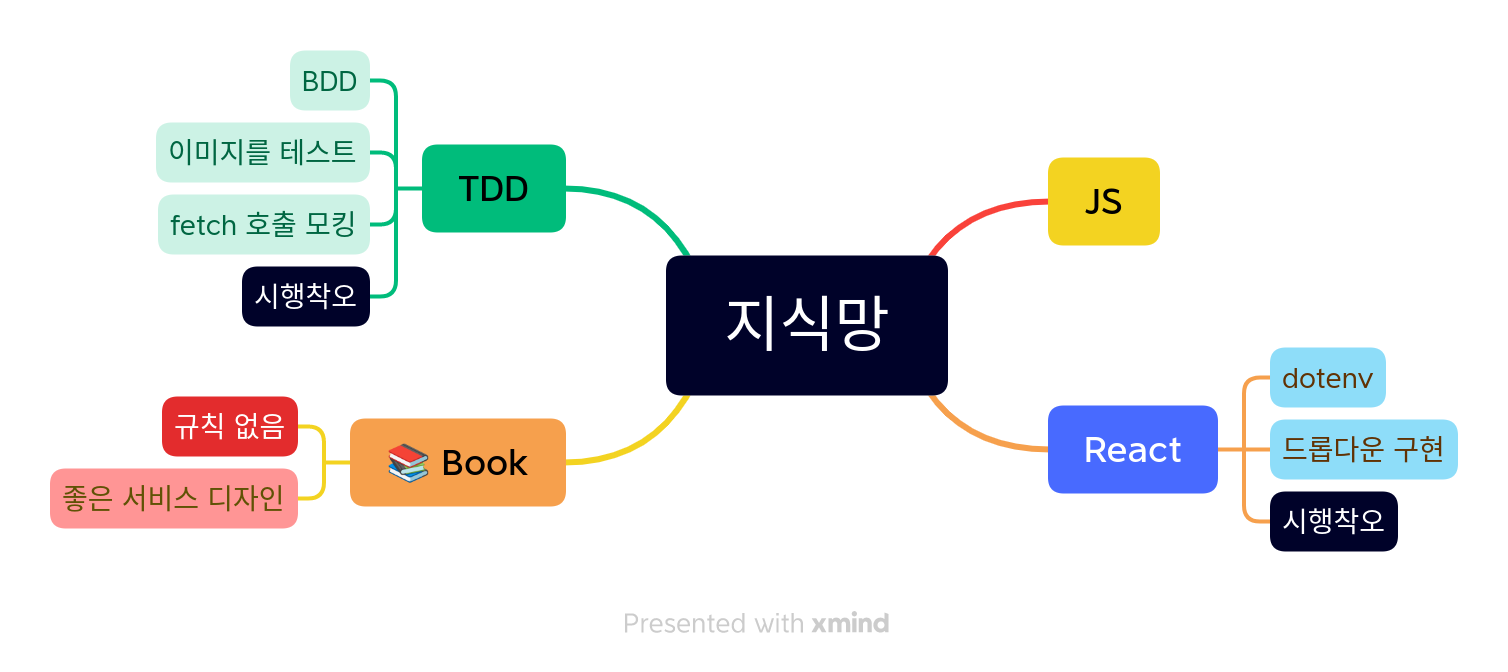 BDD
이미지를 테스트
fetch 호출 모킹
시행착오
TDD
규칙 없음
좋은 서비스 디자인
📚 Book
지식망
JS
React
dotenv
드롭다운 구현
시행착오
Presented with xmind